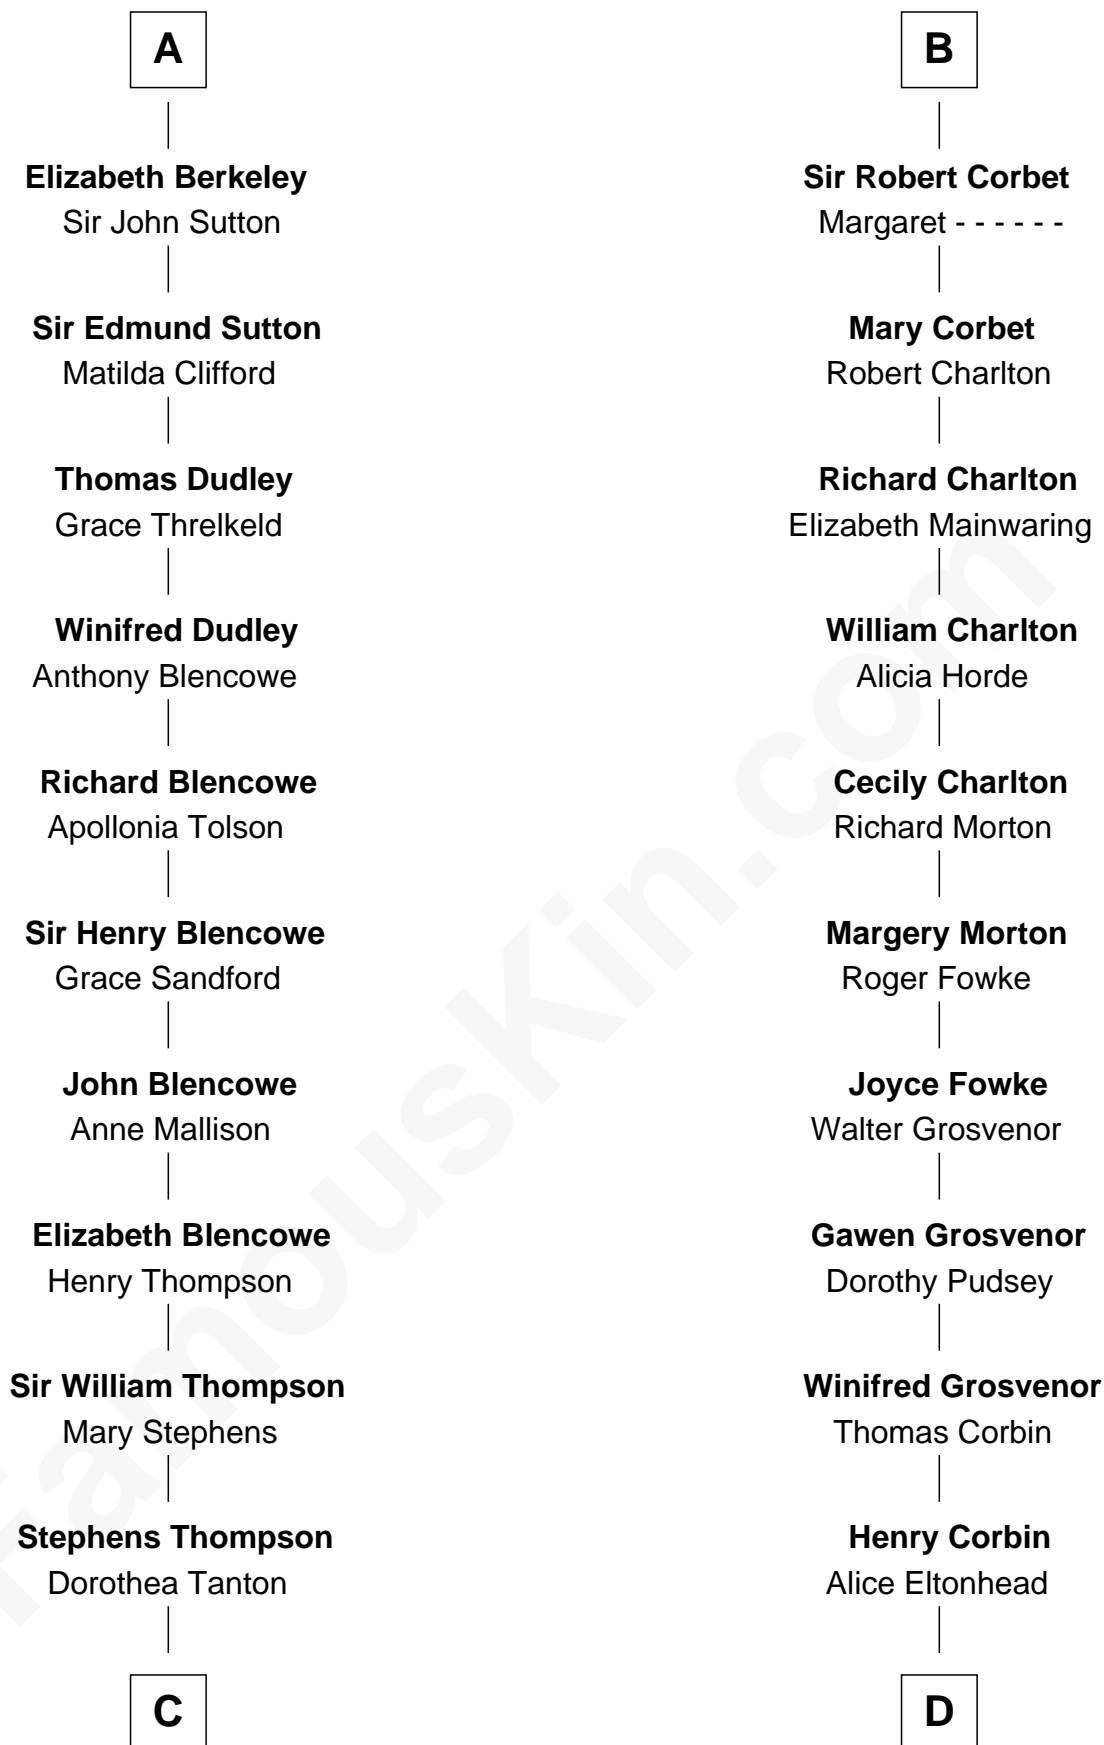 A
Elizabeth Berkeley
Sir John Sutton
Sir Edmund Sutton
Matilda Clifford
Thomas Dudley
Grace Threlkeld
Winifred Dudley
Anthony Blencowe
Richard Blencowe
Apollonia Tolson
Sir Henry Blencowe
Grace Sandford
John Blencowe
Anne Mallison
Elizabeth Blencowe
Henry Thompson
Sir William Thompson
Mary Stephens
Stephens Thompson
Dorothea Tanton
C
B
Sir Robert Corbet
Margaret - - - - - -
Mary Corbet
Robert Charlton
Richard Charlton
Elizabeth Mainwaring
William Charlton
Alicia Horde
Cecily Charlton
Richard Morton
Margery Morton
Roger Fowke
Joyce Fowke
Walter Grosvenor
Gawen Grosvenor
Dorothy Pudsey
Winifred Grosvenor
Thomas Corbin
Henry Corbin
Alice Eltonhead
D
FamousKin.com